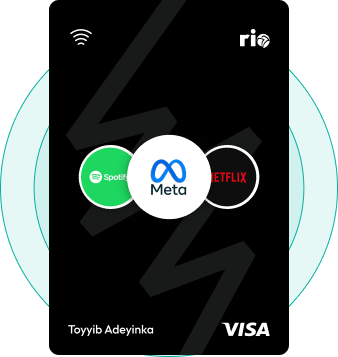 rio
Spotify
Meta
NETFLIX
Toyyib Adeyinka
VISA